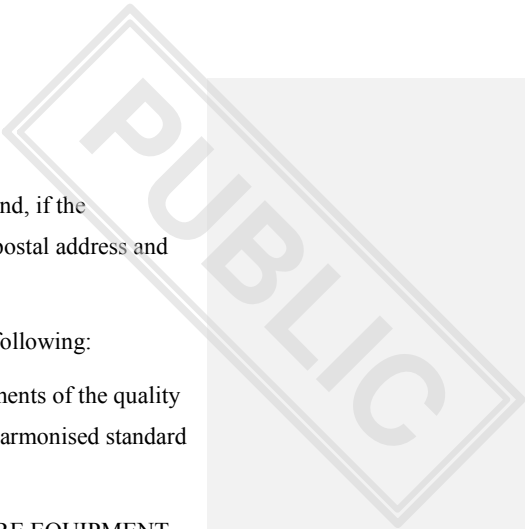 PUBLIC
nd, if the
postal address and
following:
ments of the quality
armonised standard
RE EQUIPMENT